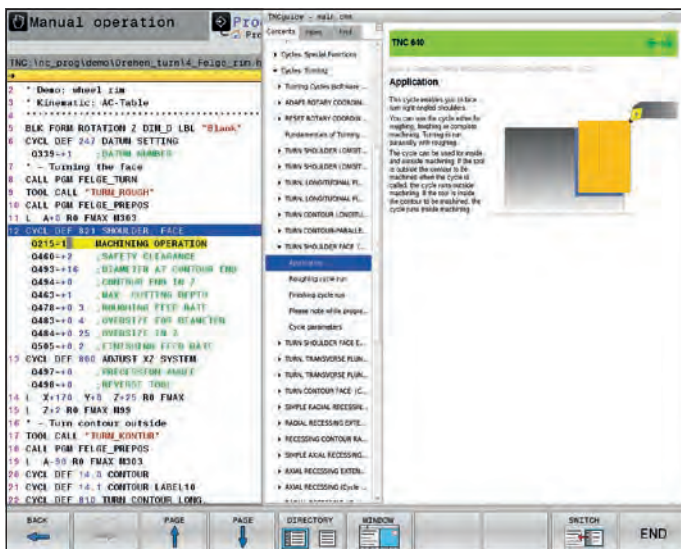 Manual operation
Pro
Pro
TNCguide - main.chm
Contents Index Find
TNC:\nc_prog\demo\Drehen_turn\4_Felge_rim.h
2 * Demo: wheel rim
3 * Kinematic: AC-Table
5 BLK FORM ROTATION Z DIM_D LBL "Blank"
6 CYCL DEF 247 DATUM SETTING
Q339=+1 ;DATUM NUMBER
7 * - Turning the face
8 CALL PGM FELGE_TURN
9 TOOL CALL "TURN_ROUGH"
10 CALL PGM FELGE_PREPOS
11 L A+0 R0 FMAX M303
12 CYCL DEF 821 SHOULDER, FACE
Q215=+1 MACHINING OPERATION
Q460=+2 ;SAFETY CLEARANCE
Q493=+16 ;DIAMETER AT CONTOUR END
Q494=+0 ;CONTOUR END IN Z
Q463=+1 ;MAX. CUTTING DEPTH
Q478=+0.3 ;ROUGHING FEED RATE
Q483=+0.4 ;OVERSIZE FOR DIAMETER
Q484=+0.25 ;OVERSIZE IN Z
Q505=+0.2 ;FINISHING FEED RATE
13 CYCL DEF 800 ADJUST XZ SYSTEM
Q497=+0 ;PRECESSION ANGLE
Q498=+0 ;REVERSE TOOL
14 L X+170 Y+0 Z+25 R0 FMAX
15 L Z+2 R0 FMAX M99
16 * - Turn contour outside
17 TOOL CALL "TURN_KONTUR"
18 CALL PGM FELGE_PREPOS
19 L A-90 R0 FMAX M303
20 CYCL DEF 14.0 CONTOUR
21 CYCL DEF 14.1 CONTOUR LABEL10
22 CYCL DEF 810 TURN CONTOUR LONG.
Cycles: Special Functions
Cycles: Turning
Turning Cycles (software ...
ADAPT ROTARY COORDIN...
RESET ROTARY COORDIN...
Fundamentals of Turning...
TURN SHOULDER LONGIT...
TURN SHOULDER LONGIT...
TURN, LONGITUDINAL PL...
TURN, LONGITUDINAL PL...
TURN CONTOUR LONGITU...
TURN CONTOUR-PARALLE...
TURN SHOULDER FACE (...
Application
Roughing cycle run
Finishing cycle run
Please note while progra...
Cycle parameters
TURN SHOULDER FACE E...
TURN, TRANSVERSE PLUN...
TURN, TRANSVERSE PLUN...
TURN CONTOUR FACE (C...
SIMPLE RADIAL RECESSIN...
RADIAL RECESSING EXTE...
RECESSING CONTOUR RA...
SIMPLE AXIAL RECESSING...
AXIAL RECESSING EXTEN...
AXIAL RECESSING (Cycle ...
TNC 640
Application
This cycle enables you to face
turn right-angled shoulders.
You can use the cycle either for
roughing, finishing or complete
machining. Turning is run
paraxially with roughing.
The cycle can be used for inside
and outside machining. If the tool
is outside the contour to be
machined when the cycle is
called, the cycle runs outside
machining. If the tool is inside
the contour to be machined, the
cycle runs inside machining.
BACK
PAGE
PAGE
DIRECTORY
WINDOW
SWITCH
END